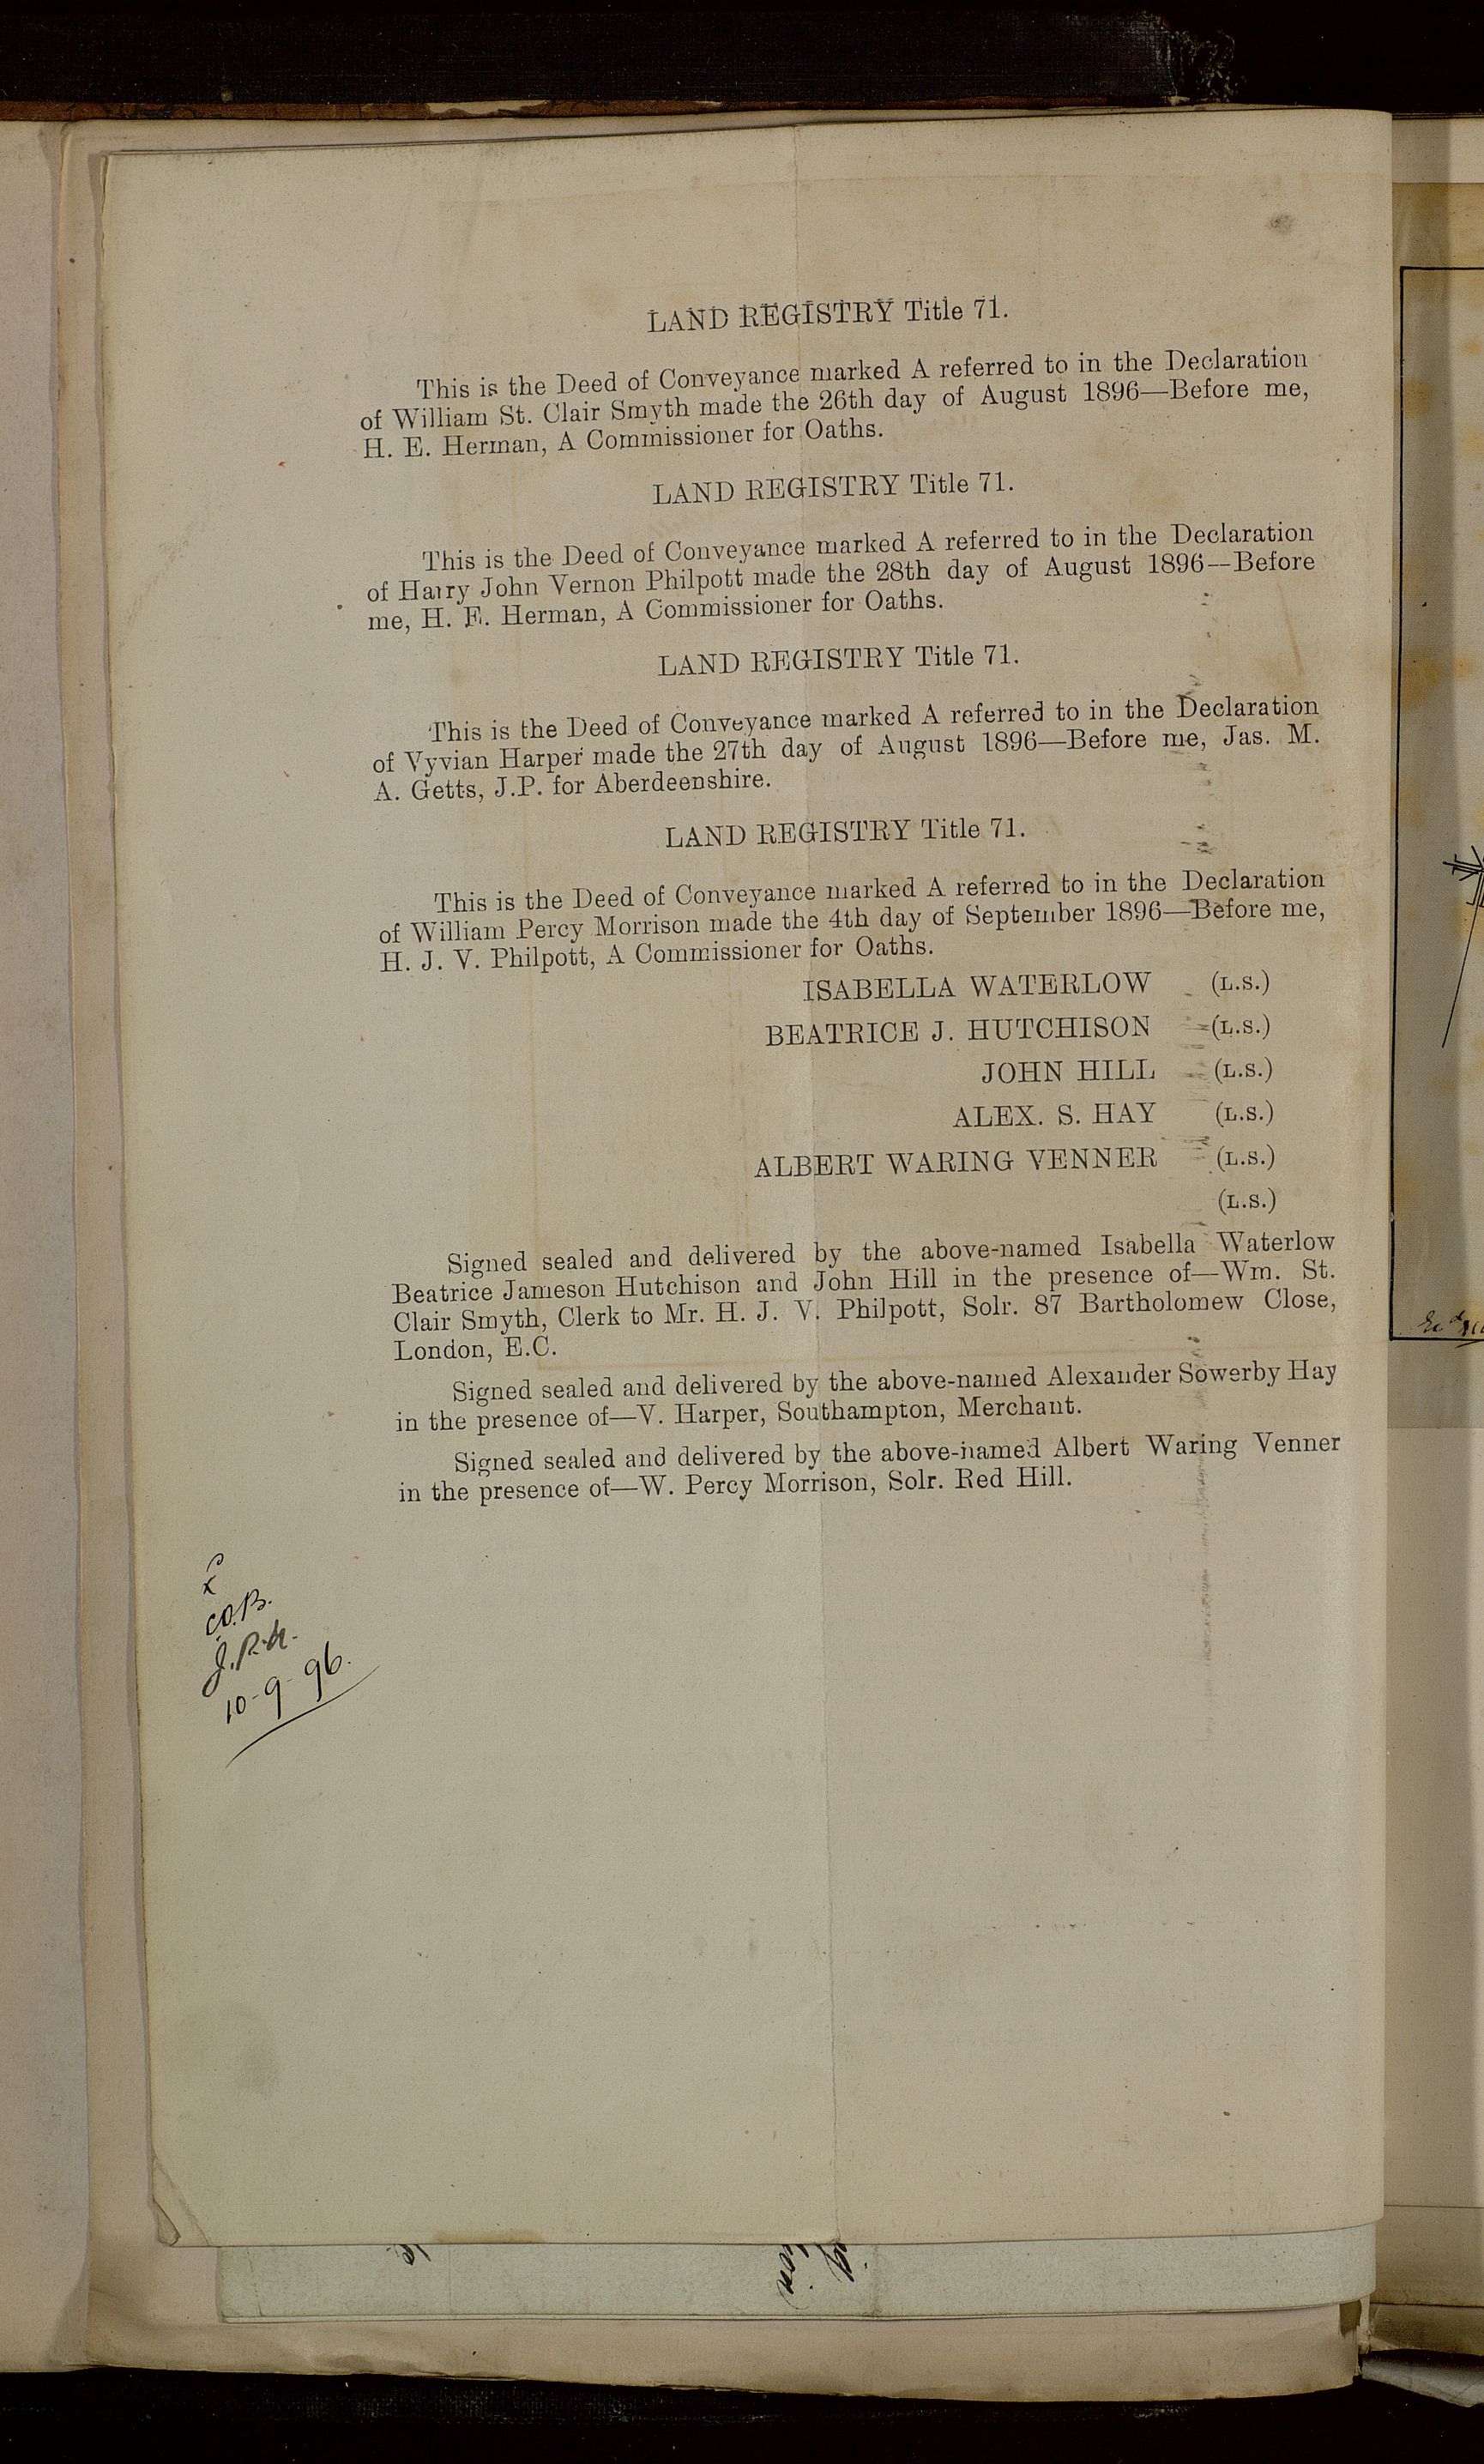 LAND REGISTRY Title 71.
This is the Deed of Conveyance marked A referred to in the Declaration
of William St. Clair Smyth made the 26th day of August 1896—Before me,
H. E. Herman, A Commissioner for Oaths.
LAND REGISTRY Title 71.
This is the Deed of Conveyance marked A referred to in the Declaration
of Harry John Vernon Philpott made the 28th day of August 1896—Before
me, H. E. Herman, A Commissioner for Oaths.
LAND REGISTRY Title 71.
This is the Deed of Conveyance marked A referred to in the Declaration
of Vyvian Harper made the 27th day of August 1896—Before me, Jas. M.
A. Getts, J.P. for Aberdeenshire.
LAND REGISTRY Title 71.
This is the Deed of Conveyance marked A referred to in the Declaration
of William Percy Morrison made the 4th day of September 1896—Before me,
H. J. V. Philpott, A Commissioner for Oaths.
ISABELLA WATERLOW (L.S.)
BEATRICE J. HUTCHISON (L.S.)
JOHN HILL (L.S.)
ALEX. S. HAY (L.S.)
ALBERT WARING VENNER (L.S.)
(L.S.)
Signed sealed and delivered by the above-named Isabella Waterlow
Beatrice Jameson Hutchison and John Hill in the presence of—Wm. St.
Clair Smyth, Clerk to Mr. H. J. V. Philpott, Solr. 87 Bartholomew Close,
London, E.C.
Signed sealed and delivered by the above-named Alexander Sowerby Hay
in the presence of—V. Harper, Southampton, Merchant.
Signed sealed and delivered by the above-named Albert Waring Venner
in the presence of—W. Percy Morrison, Solr. Red Hill.
10-9-96.